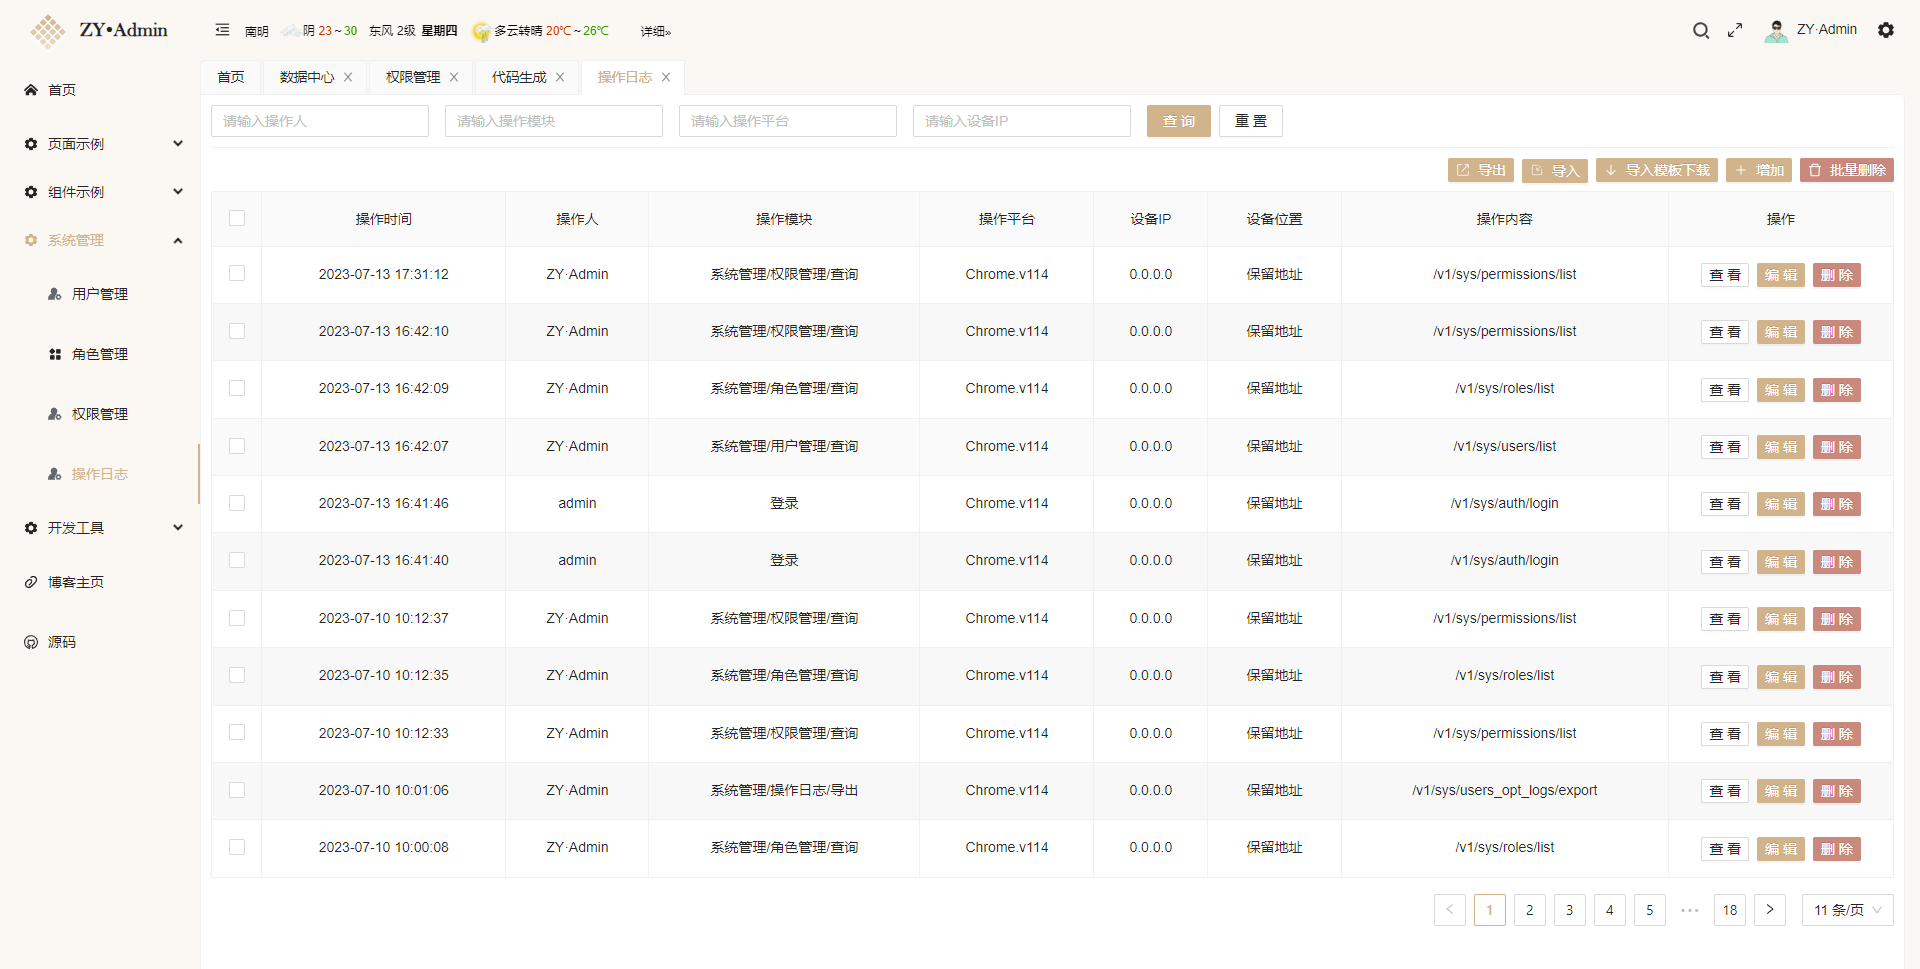 ZY•Admin
南明 阴 23 ~ 30 东风 2级 星期四 多云转晴 20℃ ~ 26℃ 详细»
ZY·Admin
首页
页面示例
组件示例
系统管理
用户管理
角色管理
权限管理
操作日志
开发工具
博客主页
源码
首页 数据中心 权限管理 代码生成 操作日志
请输入操作人 请输入操作模块 请输入操作平台 请输入设备IP 查 询 重 置
导出 导入 导入模板下载 增加 批量删除
操作时间 操作人 操作模块 操作平台 设备IP 设备位置 操作内容 操作
2023-07-13 17:31:12 ZY·Admin 系统管理/权限管理/查询 Chrome.v114 0.0.0.0 保留地址 /v1/sys/permissions/list 查 看 编 辑 删 除
2023-07-13 16:42:10 ZY·Admin 系统管理/权限管理/查询 Chrome.v114 0.0.0.0 保留地址 /v1/sys/permissions/list 查 看 编 辑 删 除
2023-07-13 16:42:09 ZY·Admin 系统管理/角色管理/查询 Chrome.v114 0.0.0.0 保留地址 /v1/sys/roles/list 查 看 编 辑 删 除
2023-07-13 16:42:07 ZY·Admin 系统管理/用户管理/查询 Chrome.v114 0.0.0.0 保留地址 /v1/sys/users/list 查 看 编 辑 删 除
2023-07-13 16:41:46 admin 登录 Chrome.v114 0.0.0.0 保留地址 /v1/sys/auth/login 查 看 编 辑 删 除
2023-07-13 16:41:40 admin 登录 Chrome.v114 0.0.0.0 保留地址 /v1/sys/auth/login 查 看 编 辑 删 除
2023-07-10 10:12:37 ZY·Admin 系统管理/权限管理/查询 Chrome.v114 0.0.0.0 保留地址 /v1/sys/permissions/list 查 看 编 辑 删 除
2023-07-10 10:12:35 ZY·Admin 系统管理/角色管理/查询 Chrome.v114 0.0.0.0 保留地址 /v1/sys/roles/list 查 看 编 辑 删 除
2023-07-10 10:12:33 ZY·Admin 系统管理/权限管理/查询 Chrome.v114 0.0.0.0 保留地址 /v1/sys/permissions/list 查 看 编 辑 删 除
2023-07-10 10:01:06 ZY·Admin 系统管理/操作日志/导出 Chrome.v114 0.0.0.0 保留地址 /v1/sys/users_opt_logs/export 查 看 编 辑 删 除
2023-07-10 10:00:08 ZY·Admin 系统管理/角色管理/查询 Chrome.v114 0.0.0.0 保留地址 /v1/sys/roles/list 查 看 编 辑 删 除
< 1 2 3 4 5 ••• 18 > 11 条/页